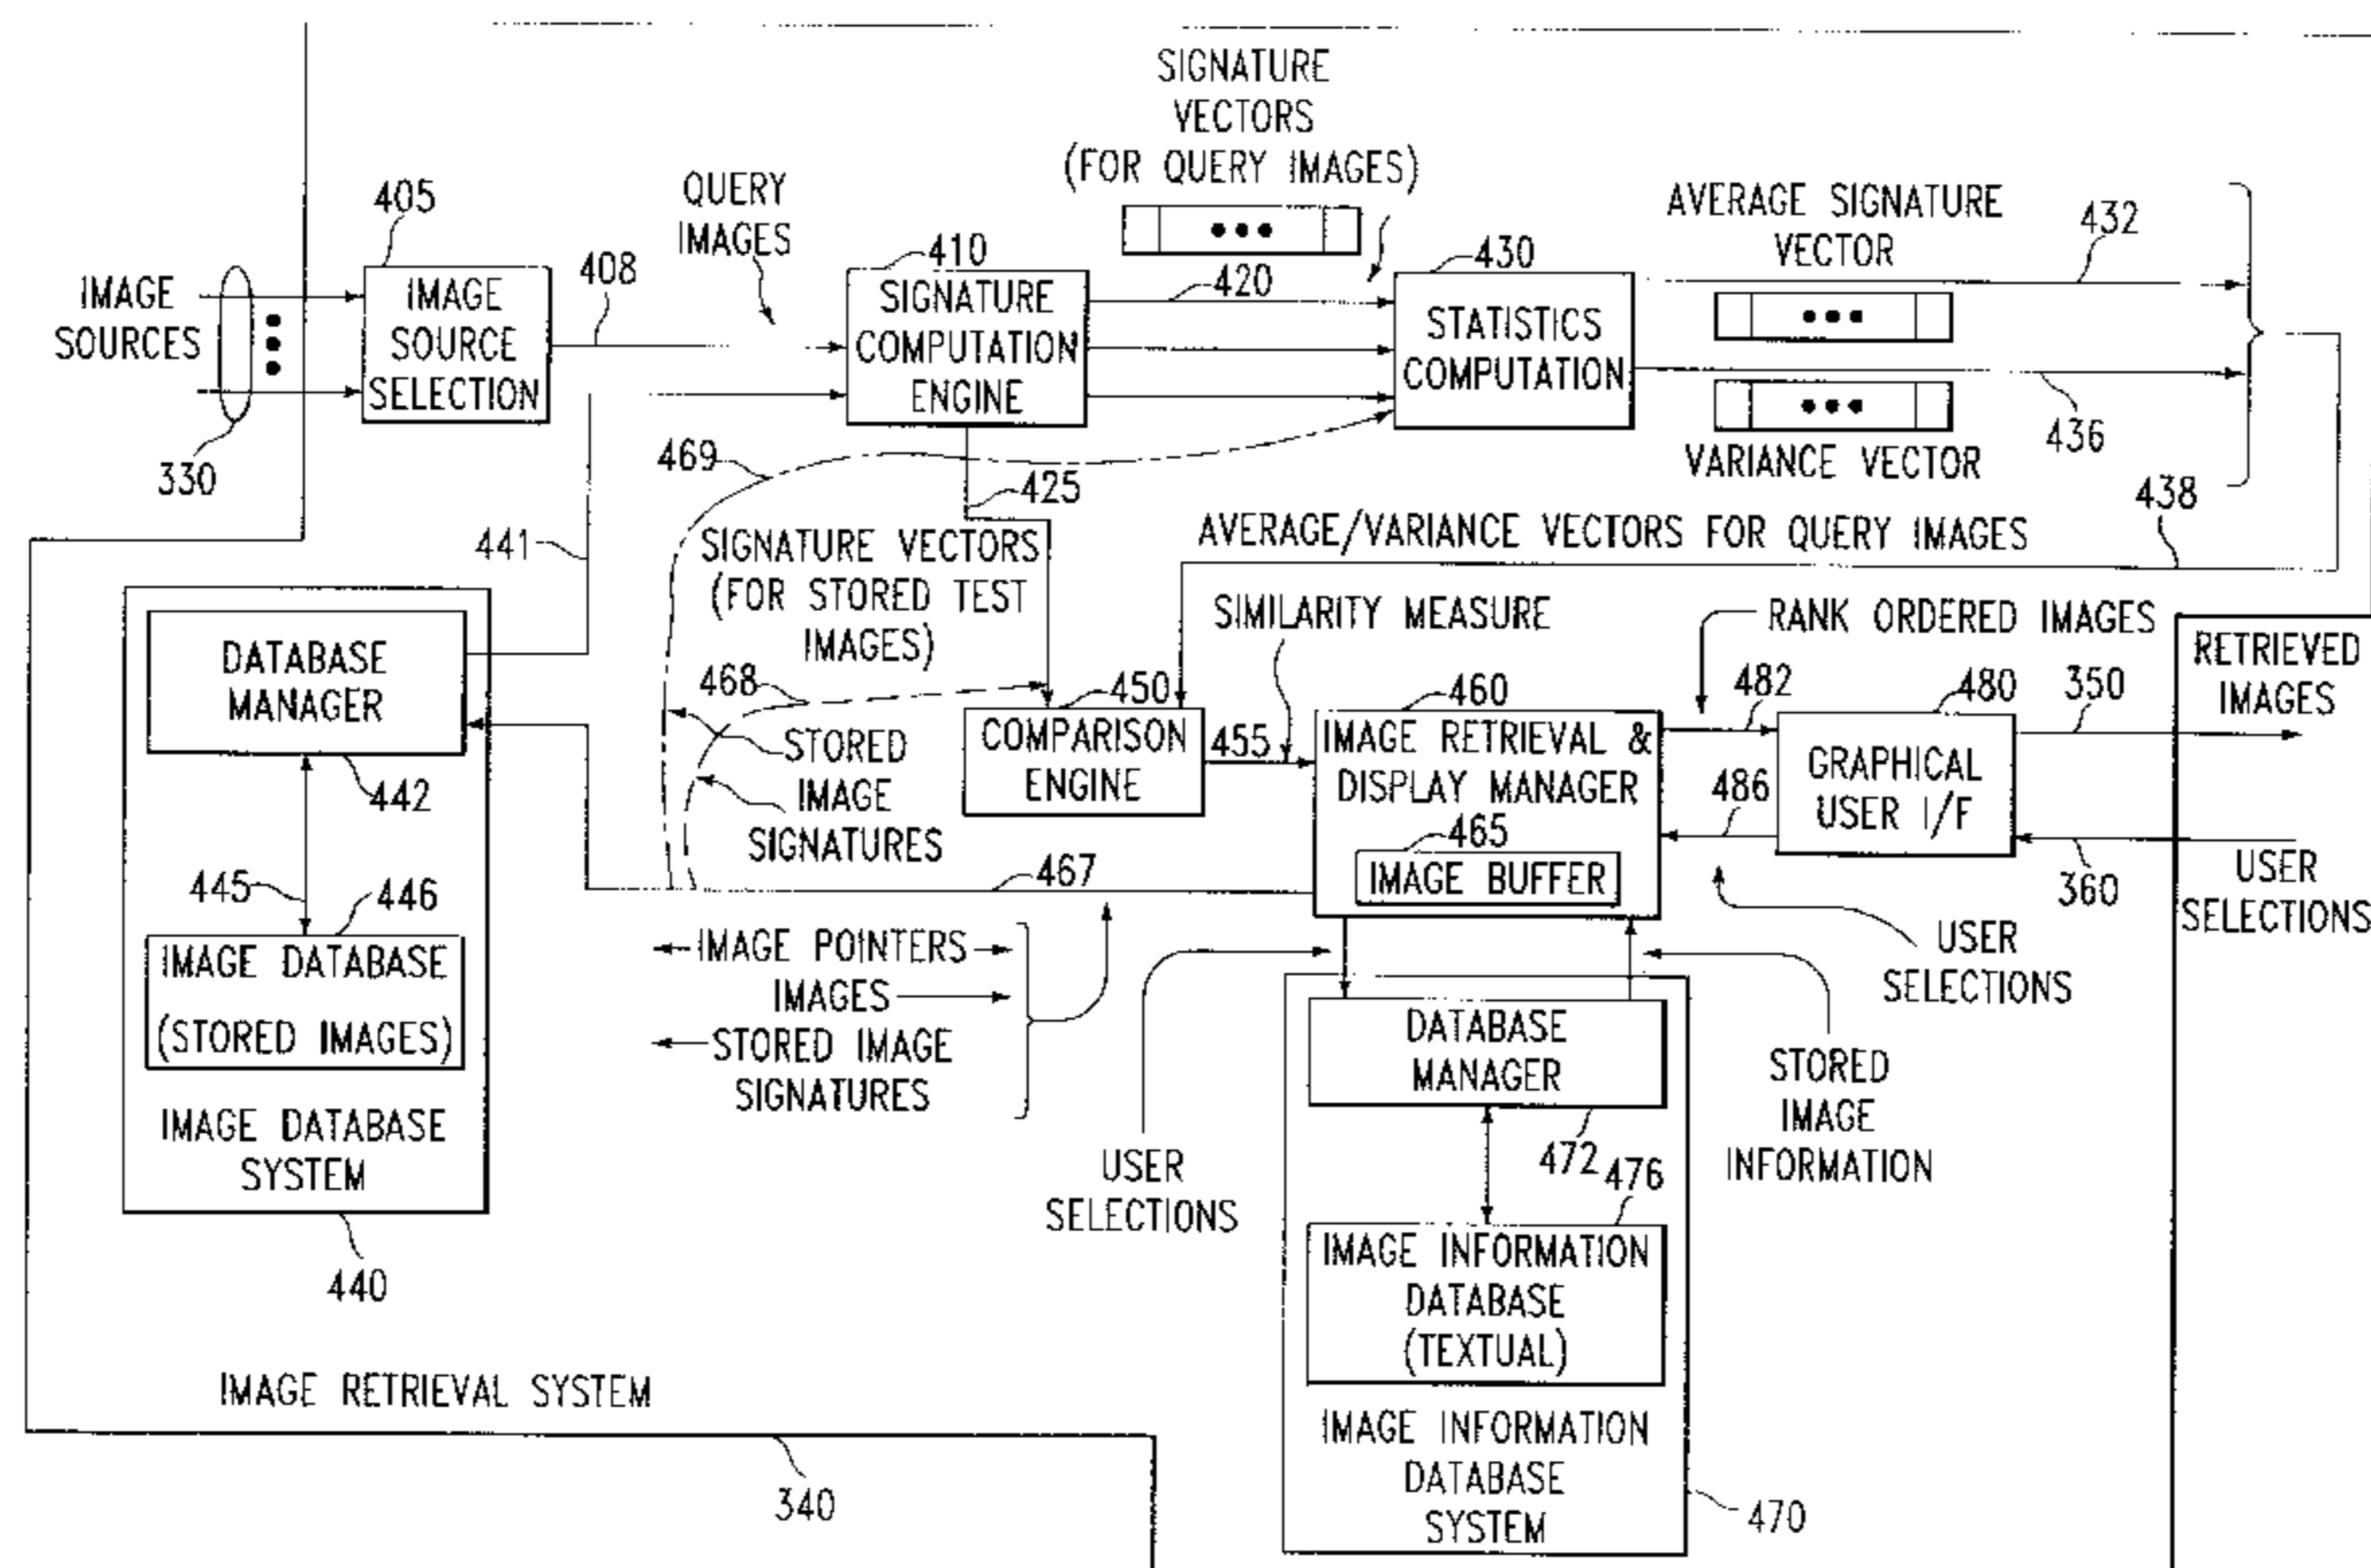 SIGNATURE
VECTORS
(FOR QUERY IMAGES)
QUERY
IMAGES
405
408
410
420
430
AVERAGE SIGNATURE
VECTOR
432
IMAGE
SOURCES
330
IMAGE
SOURCE
SELECTION
SIGNATURE
COMPUTATION
ENGINE
STATISTICS
COMPUTATION
436
VARIANCE VECTOR
438
469
425
441
SIGNATURE VECTORS
(FOR STORED TEST
IMAGES)
AVERAGE/VARIANCE VECTORS FOR QUERY IMAGES
SIMILARITY MEASURE
RANK ORDERED IMAGES
RETRIEVED
IMAGES
DATABASE
MANAGER
442
468
STORED
IMAGE
SIGNATURES
450
COMPARISON
ENGINE
455
460
IMAGE RETRIEVAL &
DISPLAY MANAGER
465
IMAGE BUFFER
482
486
480
GRAPHICAL
USER I/F
350
360
USER
SELECTIONS
445
446
IMAGE DATABASE
(STORED IMAGES)
IMAGE DATABASE
SYSTEM
440
467
IMAGE POINTERS
IMAGES
STORED IMAGE
SIGNATURES
USER
SELECTIONS
USER
SELECTIONS
DATABASE
MANAGER
472
STORED
IMAGE
INFORMATION
476
IMAGE INFORMATION
DATABASE
(TEXTUAL)
IMAGE INFORMATION
DATABASE
SYSTEM
470
IMAGE RETRIEVAL SYSTEM
340